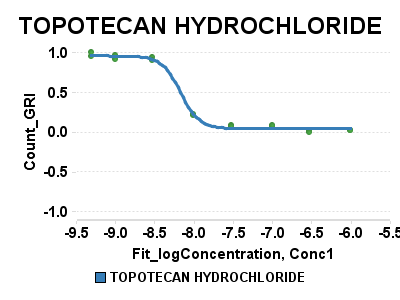 TOPOTECAN HYDROCHLORIDE
Count_GRI
1.0
0.5
0.0
-0.5
-1.0
-9.5 -9.0 -8.5 -8.0 -7.5 -7.0 -6.5 -6.0 -5.5
Fit_logConcentration, Conc1
TOPOTECAN HYDROCHLORIDE